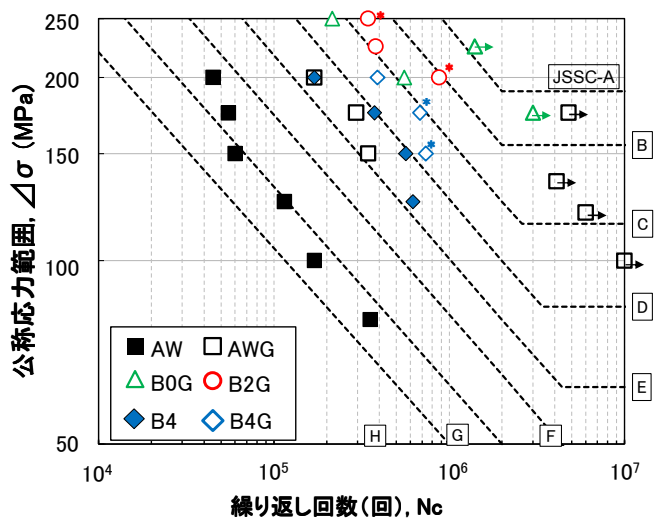 公称応力範囲, ⊿σ (MPa)
250
200
150
100
50
JSSC-A
B
C
D
E
F
G
H
* * * *
AW AWG
B0G B2G
B4 B4G
10^4 10^5 10^6 10^7
繰り返し回数(回), Nc